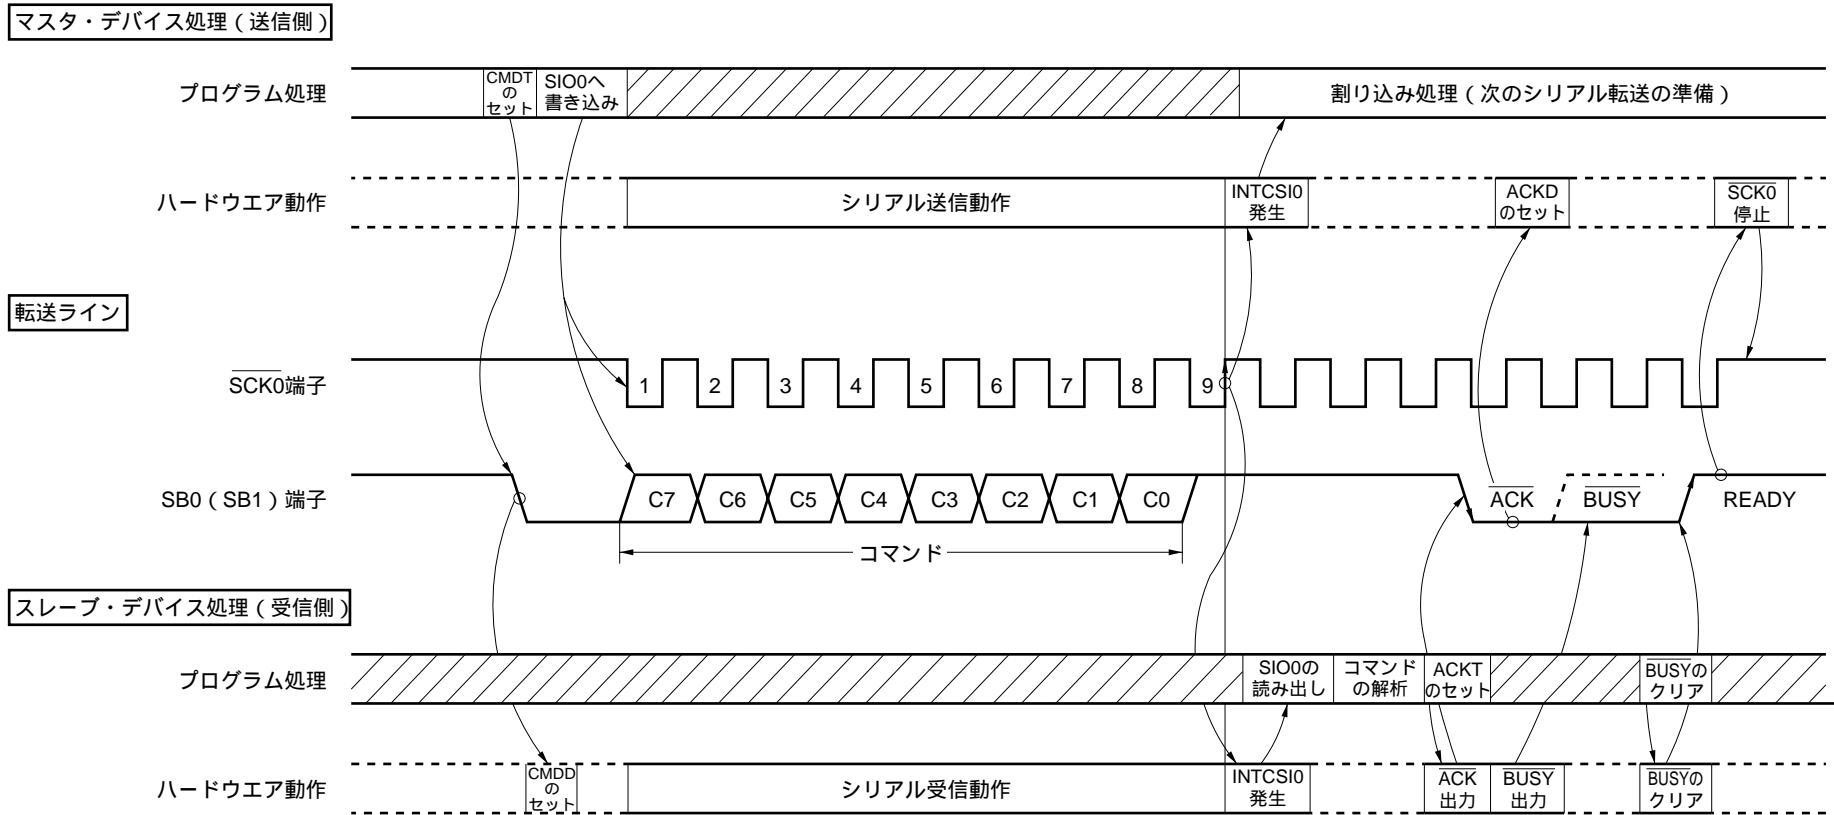 マスタ・デバイス処理（送信側）
プログラム処理
CMDT
の
セット
SIO0へ
書き込み
割り込み処理（次のシリアル転送の準備）
ハードウエア動作
シリアル送信動作
INTCSI0
発生
ACKD
のセット
SCK0
停止
転送ライン
SCK0端子
1 2 3 4 5 6 7 8 9
SB0（SB1）端子
C7 C6 C5 C4 C3 C2 C1 C0
ACK
BUSY
READY
コマンド
スレーブ・デバイス処理（受信側）
プログラム処理
SIO0の
読み出し
コマンド
の解析
ACKT
のセット
BUSYの
クリア
ハードウエア動作
CMDD
の
セット
シリアル受信動作
INTCSI0
発生
ACK
出力
BUSY
出力
BUSYの
クリア